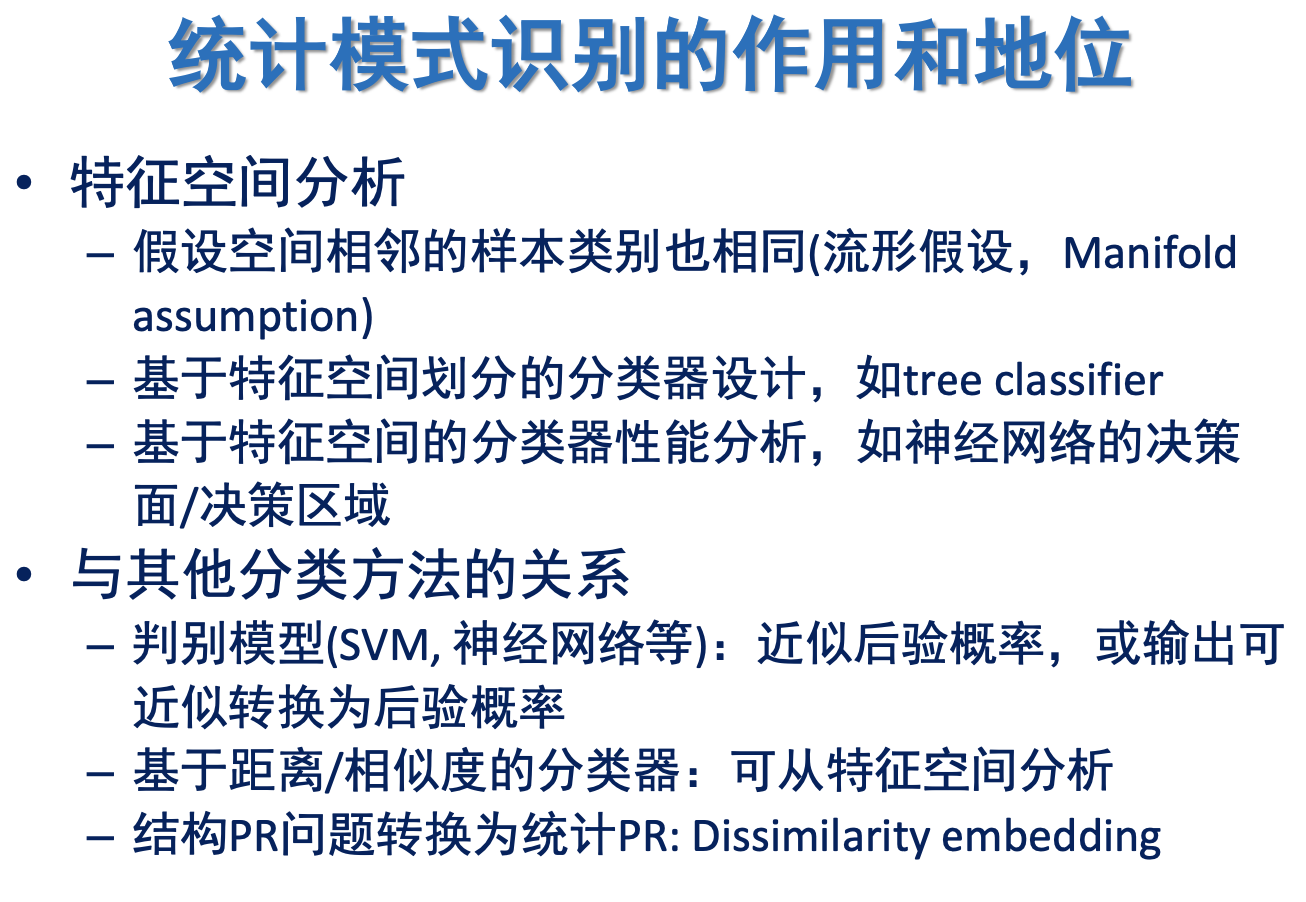 统计模式识别的作用和地位
• 特征空间分析
– 假设空间相邻的样本类别也相同(流形假设，Manifold
assumption)
– 基于特征空间划分的分类器设计，如tree classifier
– 基于特征空间的分类器性能分析，如神经网络的决策
面/决策区域
• 与其他分类方法的关系
– 判别模型(SVM, 神经网络等)：近似后验概率，或输出可
近似转换为后验概率
– 基于距离/相似度的分类器：可从特征空间分析
– 结构PR问题转换为统计PR: Dissimilarity embedding